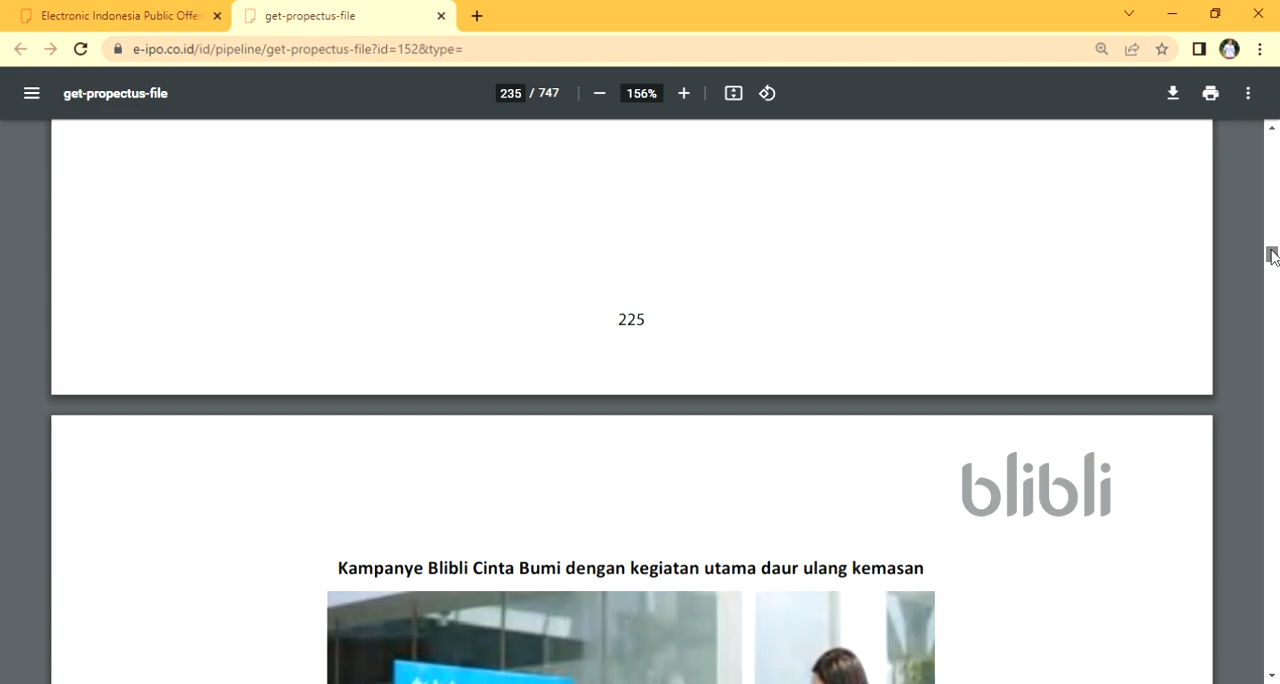 Electronic Indonesia Public Offe
get-propectus-file
e-ipo.co.id/id/pipeline/get-propectus-file?id=152&type=
get-propectus-file
235 / 747
156%
225
blibli
Kampanye Blibli Cinta Bumi dengan kegiatan utama daur ulang kemasan